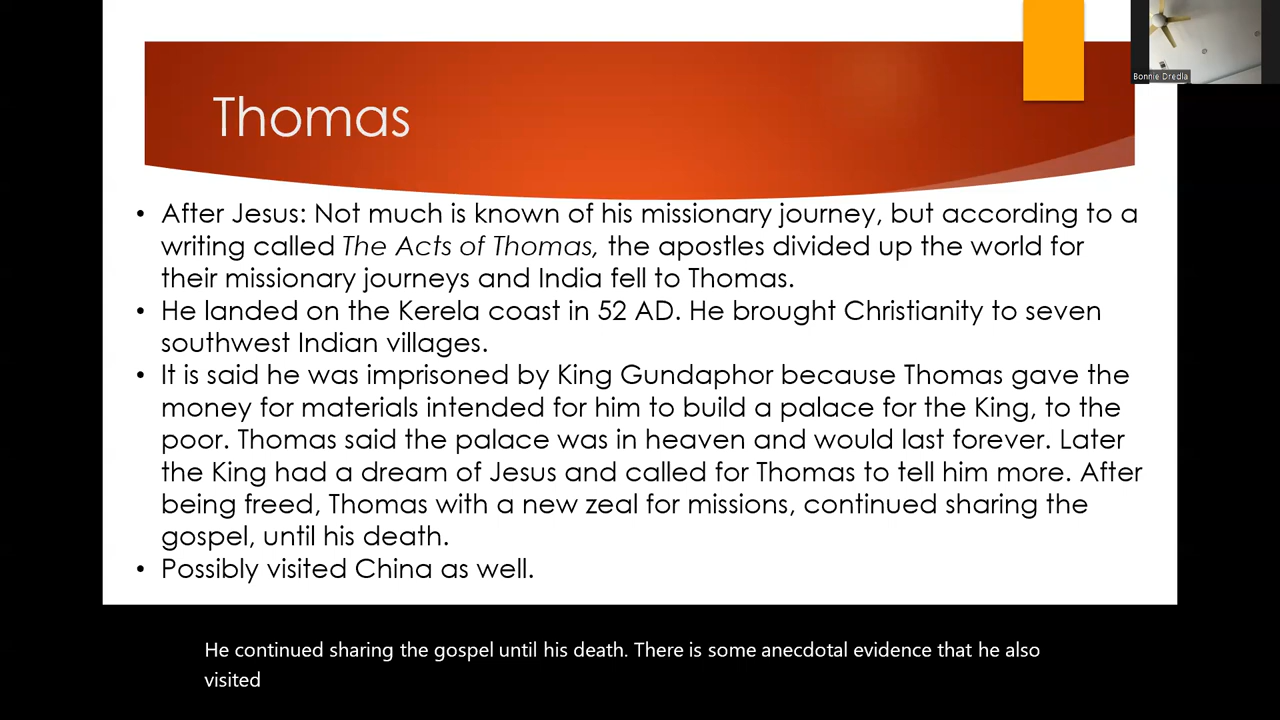 Thomas
Bonnie Dredla
• After Jesus: Not much is known of his missionary journey, but according to a
writing called The Acts of Thomas, the apostles divided up the world for
their missionary journeys and India fell to Thomas.
• He landed on the Kerela coast in 52 AD. He brought Christianity to seven
southwest Indian villages.
• It is said he was imprisoned by King Gundaphor because Thomas gave the
money for materials intended for him to build a palace for the King, to the
poor. Thomas said the palace was in heaven and would last forever. Later
the King had a dream of Jesus and called for Thomas to tell him more. After
being freed, Thomas with a new zeal for missions, continued sharing the
gospel, until his death.
• Possibly visited China as well.
He continued sharing the gospel until his death. There is some anecdotal evidence that he also
visited